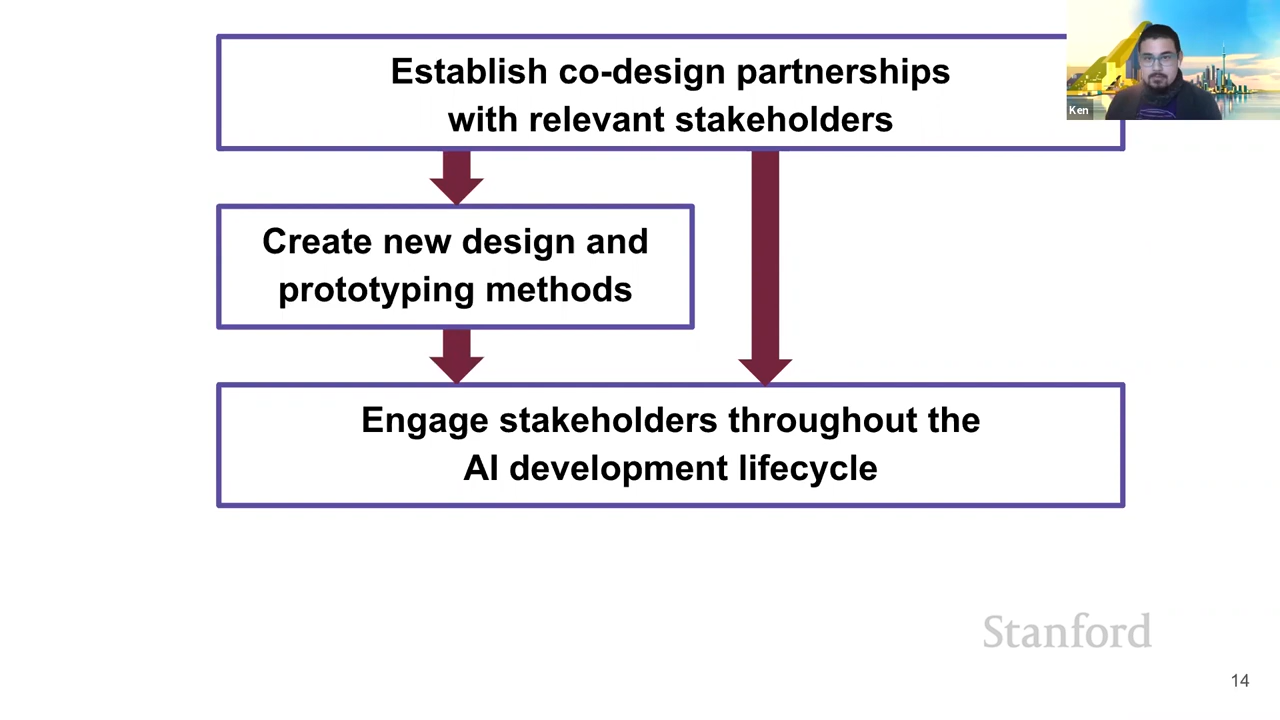 Establish co-design partnerships
with relevant stakeholders
Ken
Create new design and
prototyping methods
Engage stakeholders throughout the
AI development lifecycle
Stanford
14